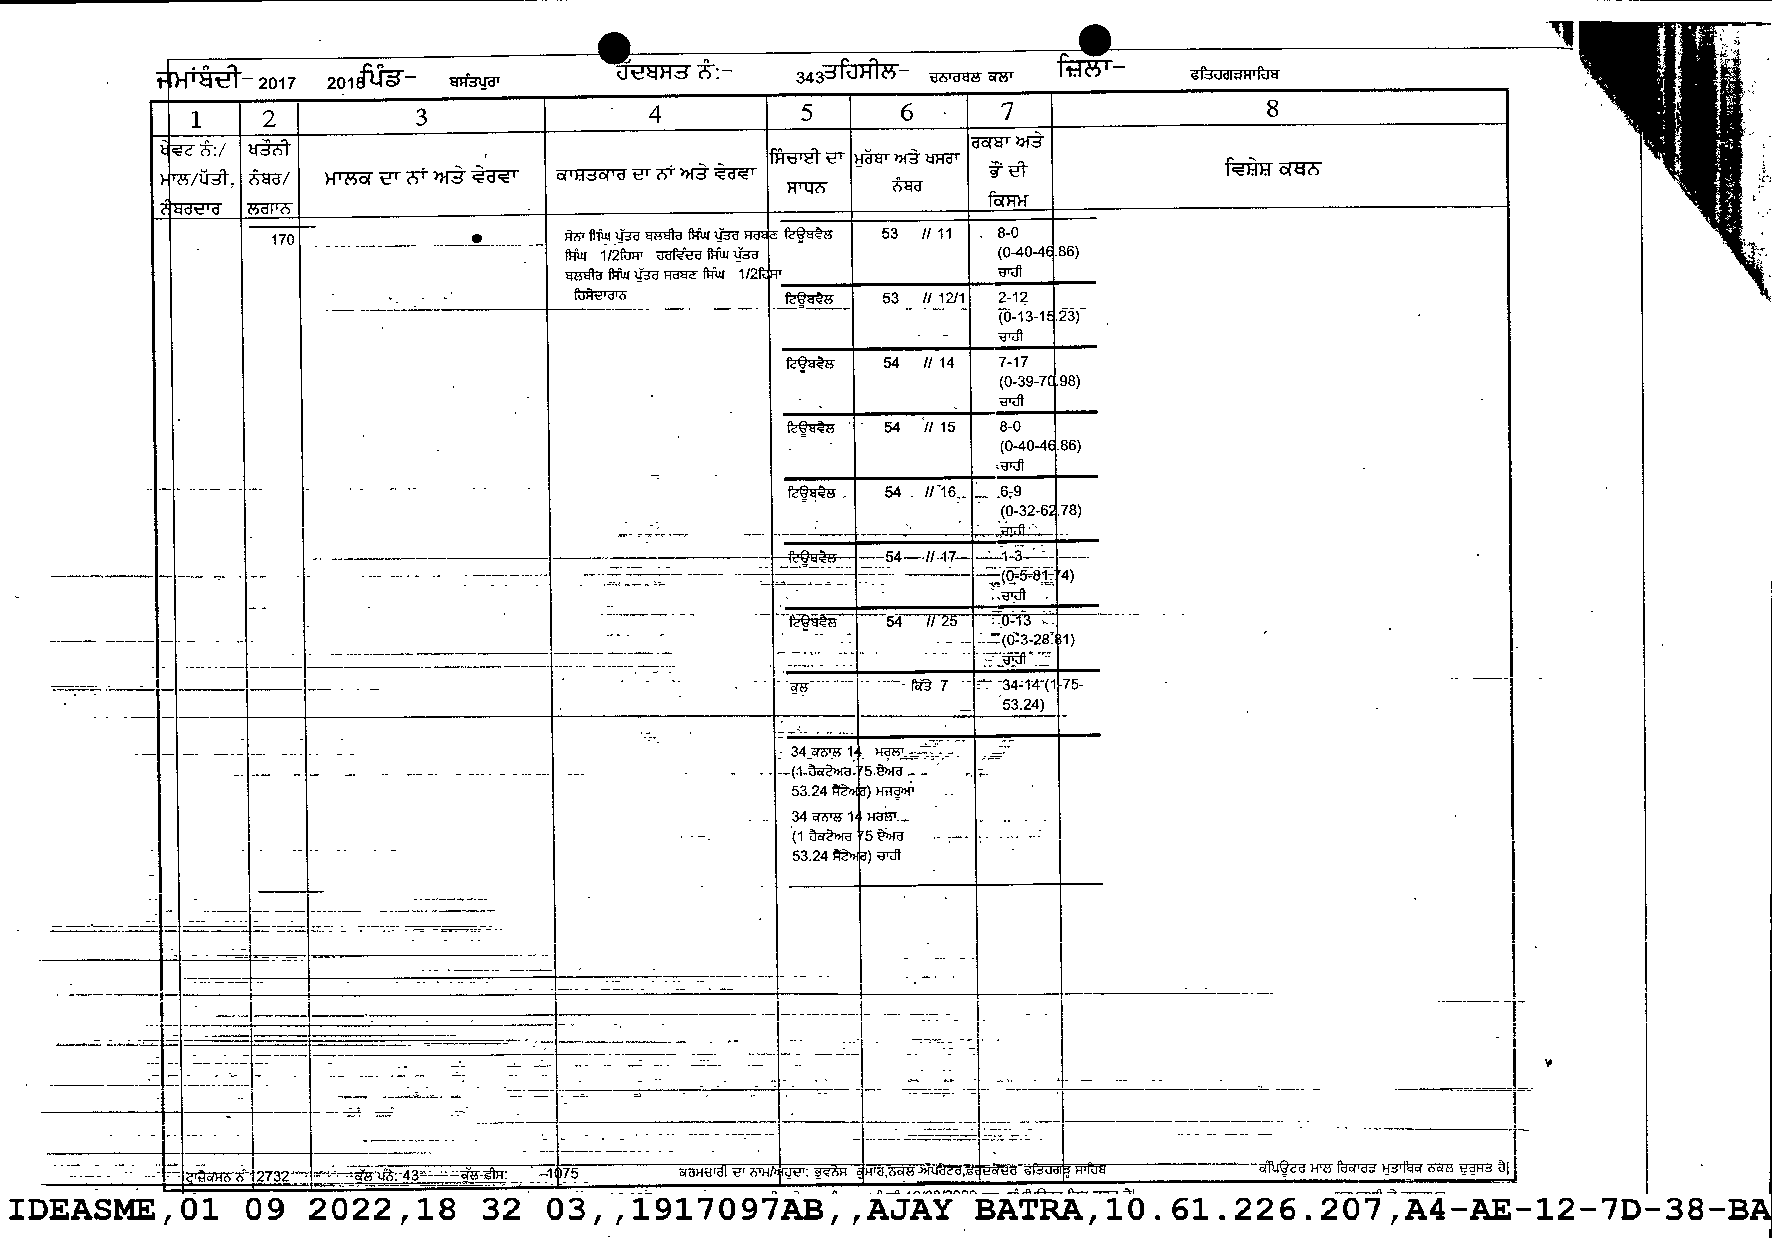 ਜਮਾਂਬੰਦੀ- 2017 2018 ਪਿੰਡ- ਬਸੰਤਪੁਰਾ ਹੱਦਬਸਤ ਨੰ:- 343 ਤਹਿਸੀਲ- ਚਨਾਰਥਲ ਕਲਾ ਜ਼ਿਲਾ- ਫਤਿਹਗੜਸਾਹਿਬ
1 2 3 4 5 6 7 8
ਖੇਵਟ ਨੰ:/ ਮਾਲ/ਪੱਤੀ, ਨੰਬਰਦਾਰ
ਖਤੌਨੀ ਨੰਬਰ/ ਲਗਾਨ
ਮਾਲਕ ਦਾ ਨਾਂ ਅਤੇ ਵੇਰਵਾ
ਕਾਸ਼ਤਕਾਰ ਦਾ ਨਾਂ ਅਤੇ ਵੇਰਵਾ
ਸਿੰਚਾਈ ਦਾ ਸਾਧਨ
ਮੁਰੱਬਾ ਅਤੇ ਖਸਰਾ ਨੰਬਰ
ਰਕਬਾ ਅਤੇ ਭੌਂ ਦੀ ਕਿਸਮ
ਵਿਸ਼ੇਸ਼ ਕਥਨ
170
ਸੋਨਾ ਸਿੰਘ ਪੁੱਤਰ ਬਲਬੀਰ ਸਿੰਘ ਪੁੱਤਰ ਸਰਬਣ
ਸਿੰਘ 1/2ਹਿਸਾ ਹਰਵਿੰਦਰ ਸਿੰਘ ਪੁੱਤਰ
ਬਲਬੀਰ ਸਿੰਘ ਪੁੱਤਰ ਸਰਬਣ ਸਿੰਘ 1/2ਹਿਸਾ
ਹਿਸੇਦਾਰਾਨ
ਟਿਊਬਵੈਲ 53 // 11 8-0
(0-40-46.86)
ਚਾਹੀ
ਟਿਊਬਵੈਲ 53 // 12/1 2-12
(0-13-15.23)
ਚਾਹੀ
ਟਿਊਬਵੈਲ 54 // 14 7-17
(0-39-70.98)
ਚਾਹੀ
ਟਿਊਬਵੈਲ 54 // 15 8-0
(0-40-46.86)
ਚਾਹੀ
ਟਿਊਬਵੈਲ 54 // 16 6-9
(0-32-62.78)
ਚਾਹੀ
ਟਿਊਬਵੈਲ 54 // 17 1-3
(0-5-81.74)
ਚਾਹੀ
ਟਿਊਬਵੈਲ 54 // 25 0-13
(0-3-28.81)
ਚਾਹੀ
ਕੁਲ ਕਿੱਤੇ 7 34-14 (1-75-
53.24)
34 ਕਨਾਲ 14 ਮਰਲਾ
(1 ਹੈਕਟੇਅਰ 75 ਏਅਰ
53.24 ਸੈਂਟੇਅਰ) ਮਜਰੂਆ
34 ਕਨਾਲ 14 ਮਰਲਾ
(1 ਹੈਕਟੇਅਰ 75 ਏਅਰ
53.24 ਸੈਂਟੇਅਰ) ਚਾਹੀ
ਟ੍ਰਾਂਜੈਕਸਨ ਨੰ 12732 ਕੁੱਲ ਪੰਨੇ: 43 ਕੁੱਲ ਫੀਸ: 1075 ਕਰਮਚਾਰੀ ਦਾ ਨਾਮ/ਅਹੁਦਾ: ਭੁਵਨੇਸ ਕੁਮਾਰ,ਨਕਲ ਅੱਪਰੇਟਰ,ਫਰਦਕੇਂਦਰ ਫਤਿਹਗੜ੍ਹ ਸਾਹਿਬ ਕੰਪਿਊਟਰ ਮਾਲ ਰਿਕਾਰਡ ਮੁਤਾਬਿਕ ਨਕਲ ਦੁਰੁਸਤ ਹੈ|
IDEASME,01 09 2022,18 32 03,,1917097AB,,AJAY BATRA,10.61.226.207,A4-AE-12-7D-38-BA